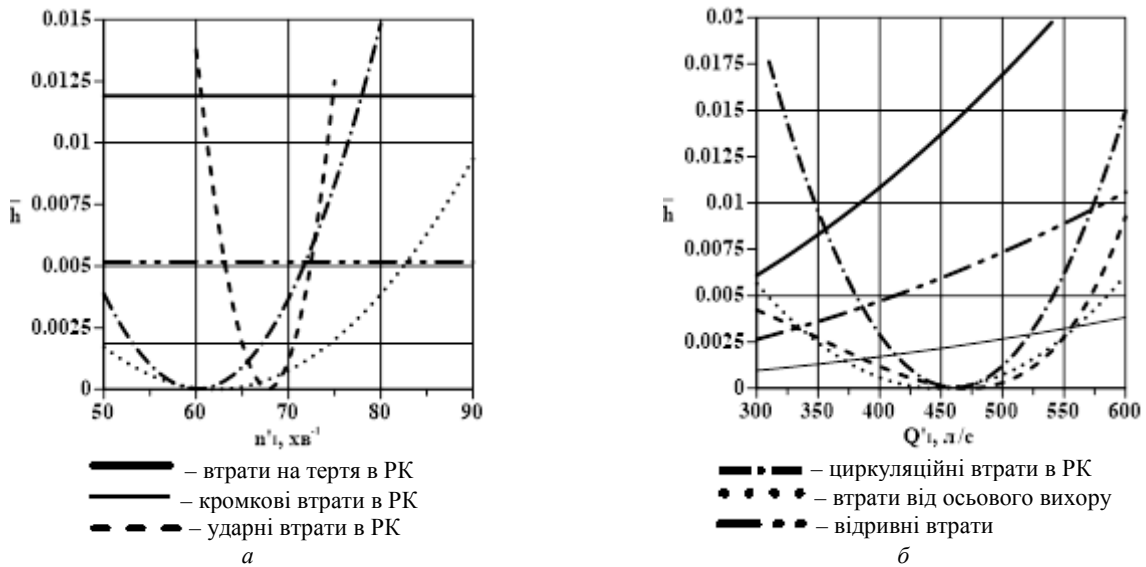 0.015
0.0125
0.01
0.0075
0.005
0.0025
0
h̄
50 60 70 80 90
n'I, хв-1
0.02
0.0175
0.015
0.0125
0.01
0.0075
0.005
0.0025
0
h̄
300 350 400 450 500 550 600
Q'I, л/с
– втрати на тертя в РК
– кромкові втрати в РК
– ударні втрати в РК
а
– циркуляційні втрати в РК
– втрати від осьового вихору
– відривні втрати
б